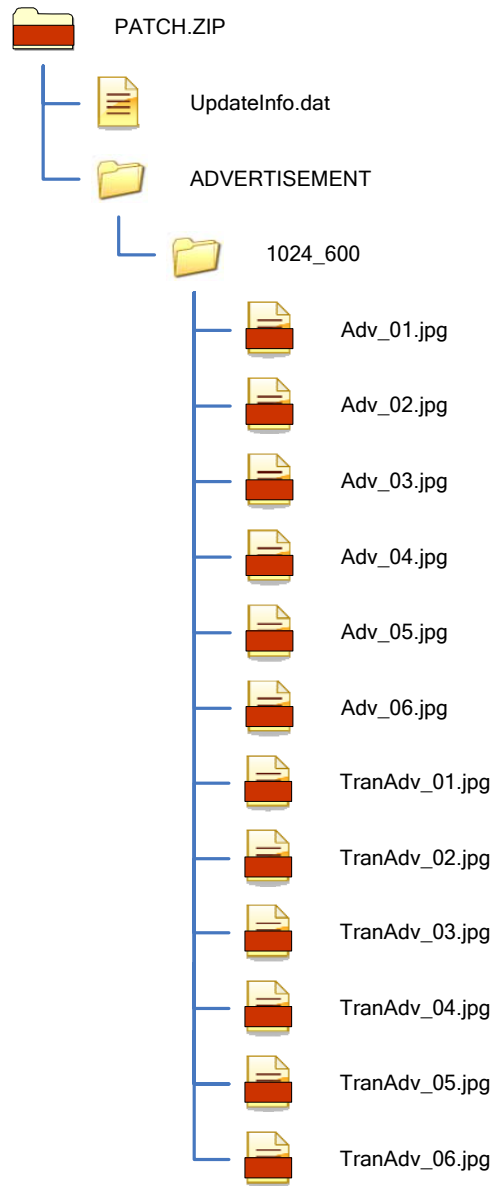 PATCH.ZIP
UpdateInfo.dat
ADVERTISEMENT
1024_600
Adv_01.jpg
Adv_02.jpg
Adv_03.jpg
Adv_04.jpg
Adv_05.jpg
Adv_06.jpg
TranAdv_01.jpg
TranAdv_02.jpg
TranAdv_03.jpg
TranAdv_04.jpg
TranAdv_05.jpg
TranAdv_06.jpg